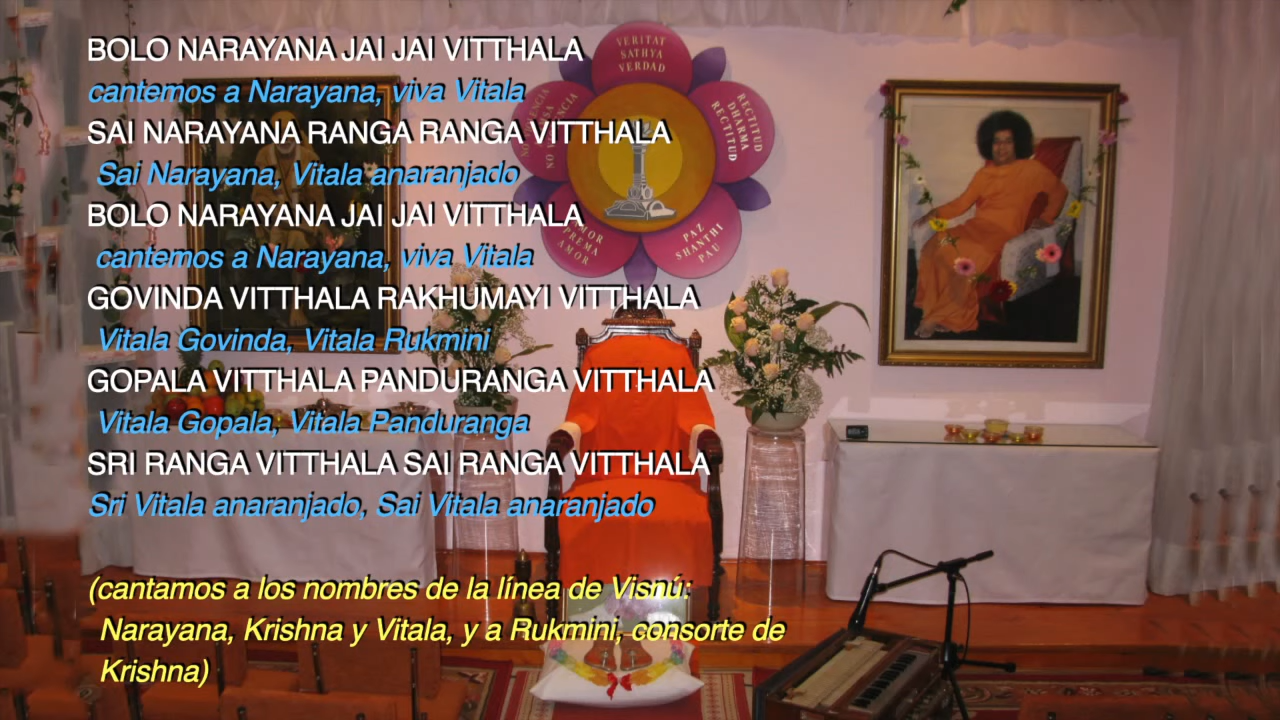 BOLO NARAYANA JAI JAI VITTHALA
cantemos a Narayana, viva Vitala
SAI NARAYANA RANGA RANGA VITTHALA
Sai Narayana, Vitala anaranjado
BOLO NARAYANA JAI JAI VITTHALA
cantemos a Narayana, viva Vitala
GOVINDA VITTHALA RAKHUMAYI VITTHALA
Vitala Govinda, Vitala Rukmini
GOPALA VITTHALA PANDURANGA VITTHALA
Vitala Gopala, Vitala Panduranga
SRI RANGA VITTHALA SAI RANGA VITTHALA
Sri Vitala anaranjado, Sai Vitala anaranjado
(cantamos a los nombres de la línea de Visnú:
Narayana, Krishna y Vitala, y a Rukmini, consorte de
Krishna)
VERITAT
SATHYA
VERDAD
RECTITUD
DHARMA
RECTITUD
PAZ
SHANTHI
PAU
AMOR
PREMA
AMOR